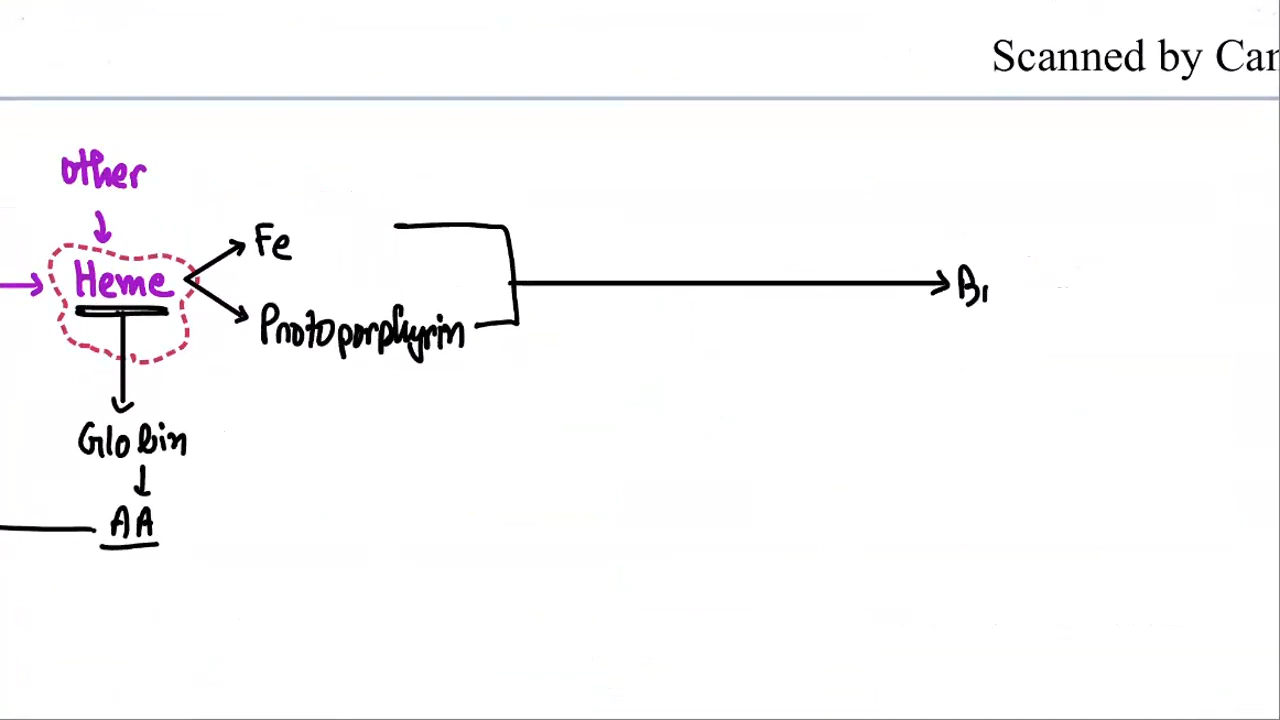 Scanned by Car
other
Heme
Fe
Protoporphyrin
Globin
AA